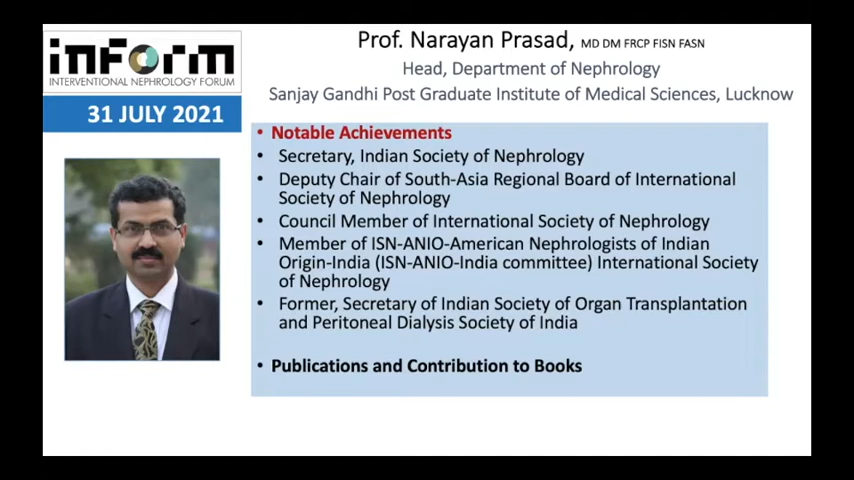 inForm
INTERVENTIONAL NEPHROLOGY FORUM
31 JULY 2021
Prof. Narayan Prasad, MD DM FRCP FISN FASN
Head, Department of Nephrology
Sanjay Gandhi Post Graduate Institute of Medical Sciences, Lucknow
• Notable Achievements
• Secretary, Indian Society of Nephrology
• Deputy Chair of South-Asia Regional Board of International
Society of Nephrology
• Council Member of International Society of Nephrology
• Member of ISN-ANIO-American Nephrologists of Indian
Origin-India (ISN-ANIO-India committee) International Society
of Nephrology
• Former, Secretary of Indian Society of Organ Transplantation
and Peritoneal Dialysis Society of India
• Publications and Contribution to Books